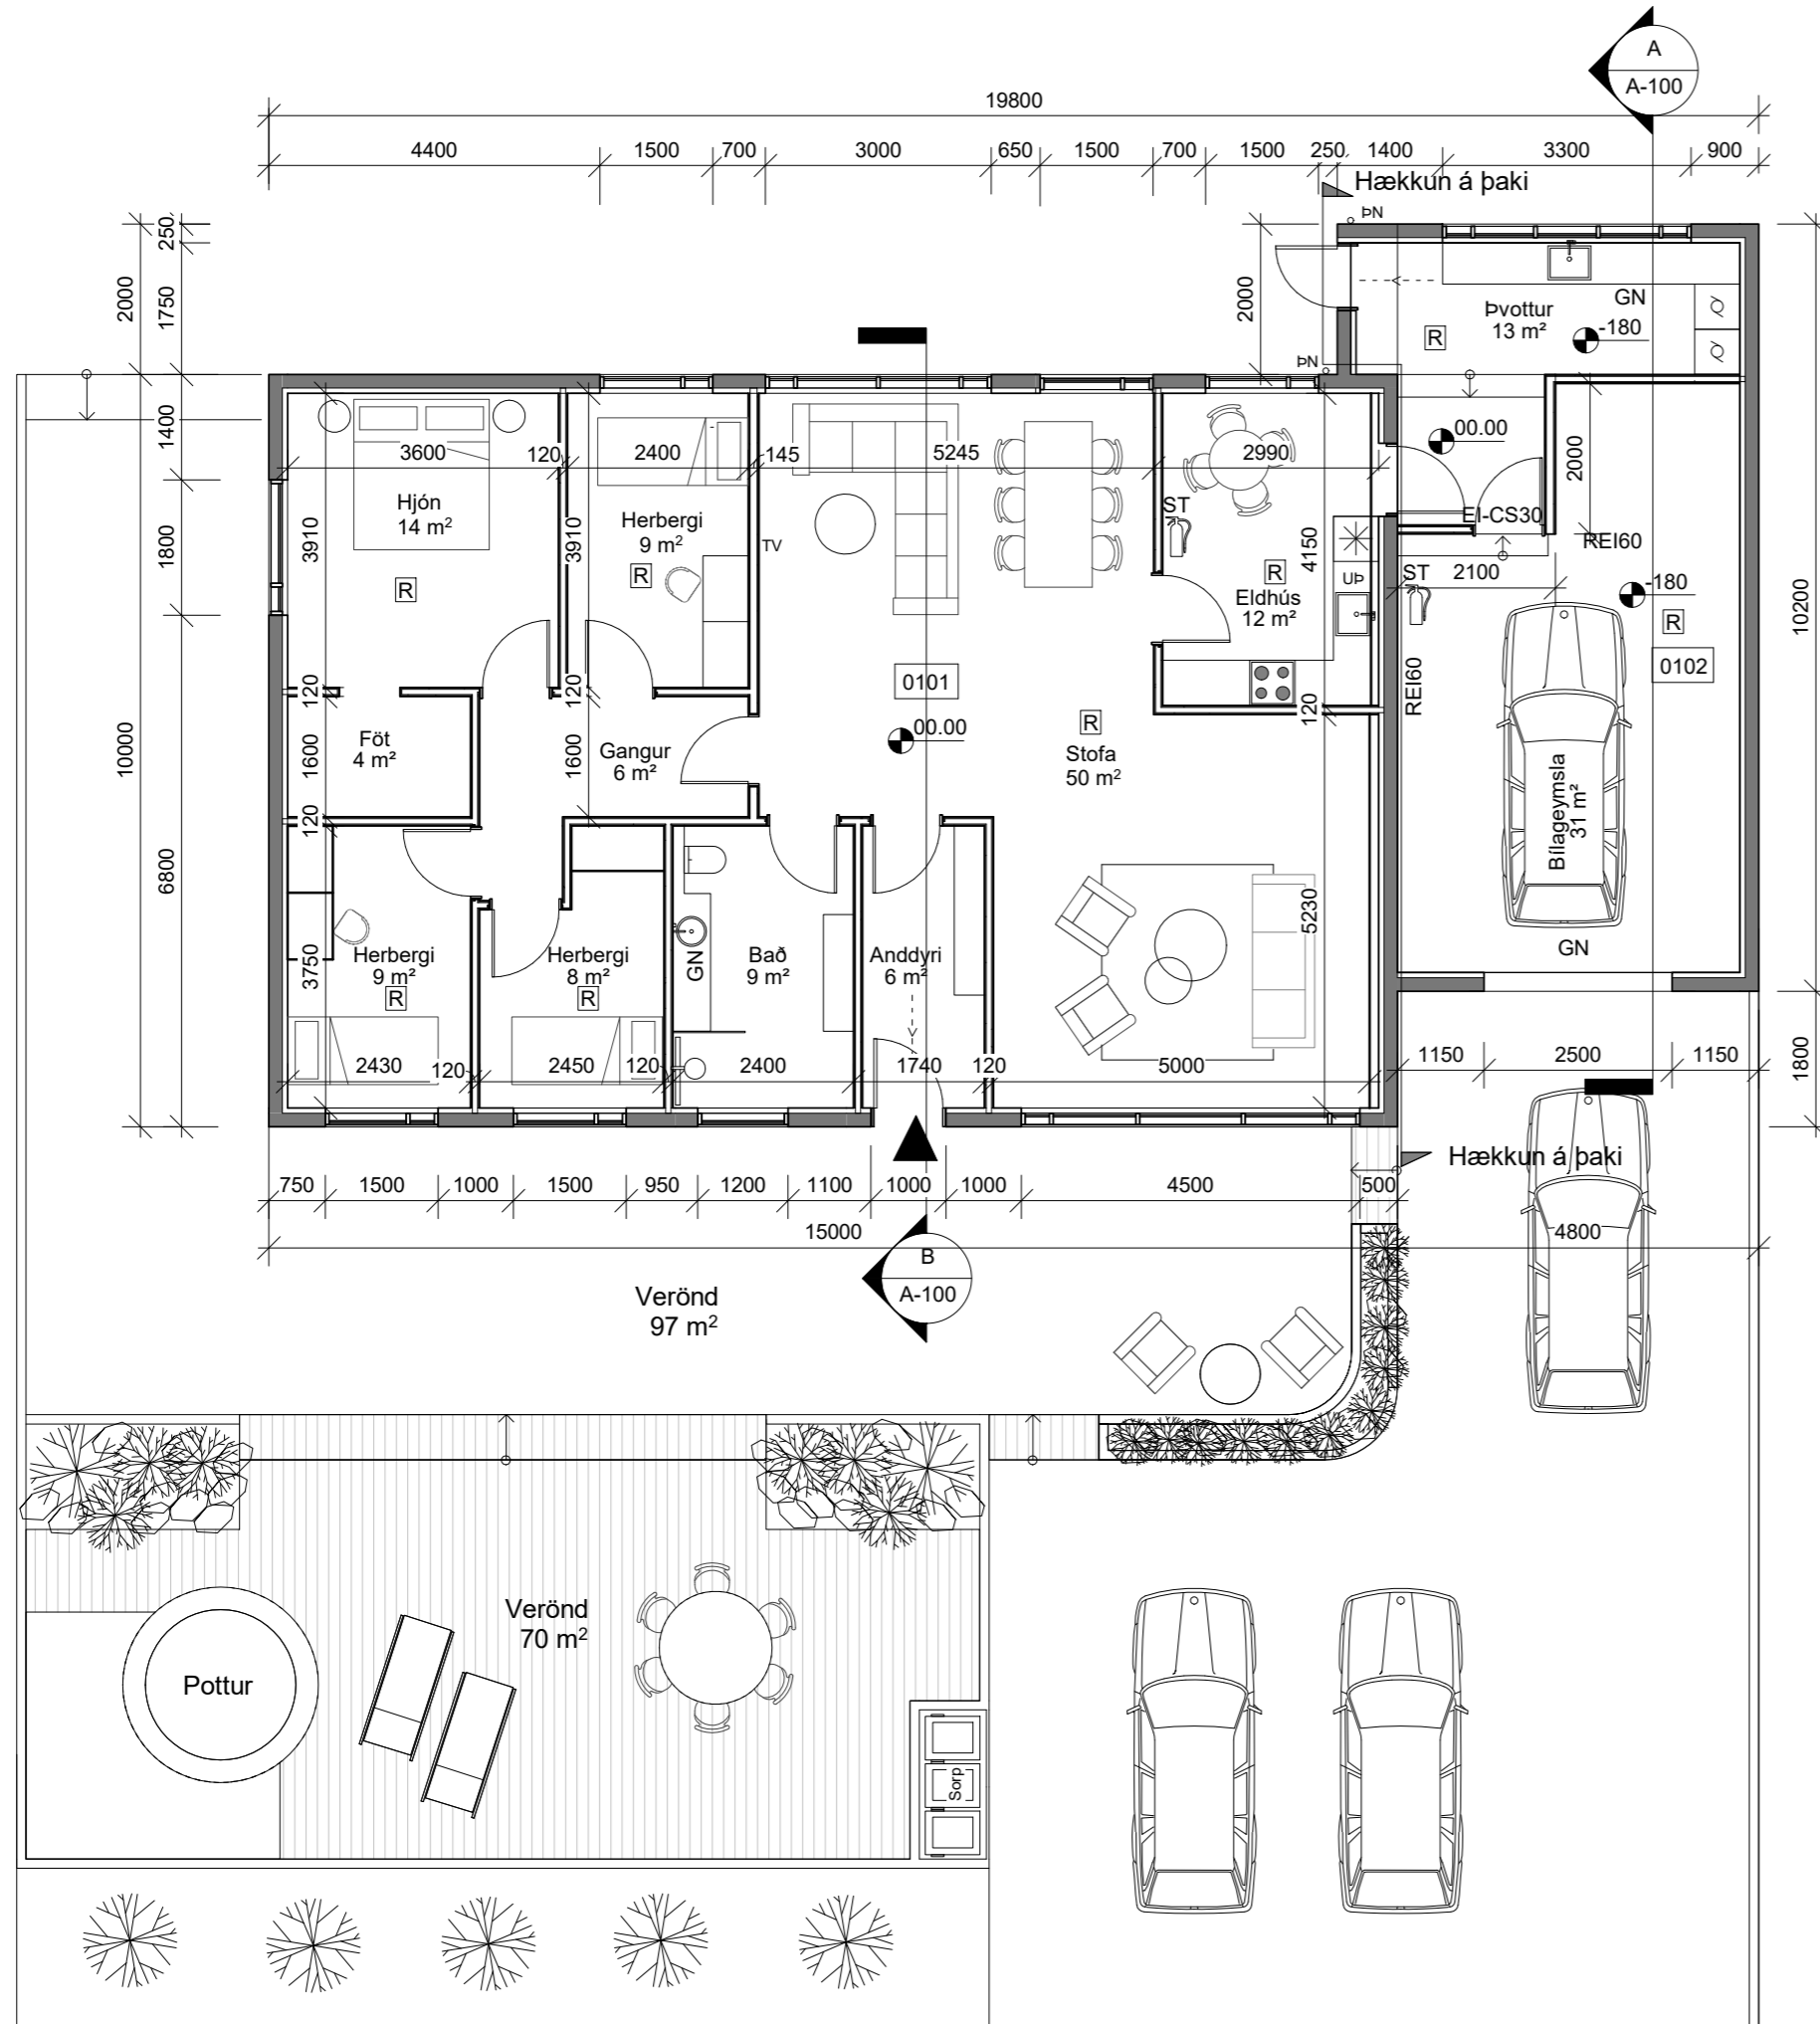 A
A-100
19800
4400 1500 700 3000 650 1500 700 1500 250 1400 3300 900
Hækkun á þaki
ÞN
250
2000
1750
2000
Þvottur
13 m²
GN
-180
R
ÞN
1400
00.00
2000
3600 120 2400 145 5245 2990
Hjón
14 m²
R
3910
Herbergi
9 m²
R
3910
TV
ST
4150
R
Eldhús
12 m²
UÞ
EI-CS30
REI60
2100
ST
-180
R
0102
10200
1800
REI60
0101
00.00
R
Stofa
50 m²
120
120
120
Föt
4 m²
1600
Gangur
6 m²
1600
10000
120
6800
Bílageymsla
31 m²
GN
3750
Herbergi
9 m²
R
Herbergi
8 m²
R
GN
Bað
9 m²
Anddyri
6 m²
5230
2430 120 2450 120 2400 1740 120 5000
1150 2500 1150
1800
Hækkun á þaki
750 1500 1000 1500 950 1200 1100 1000 1000 4500 500
15000 4800
B
A-100
Verönd
97 m²
Verönd
70 m²
Pottur
Sorp